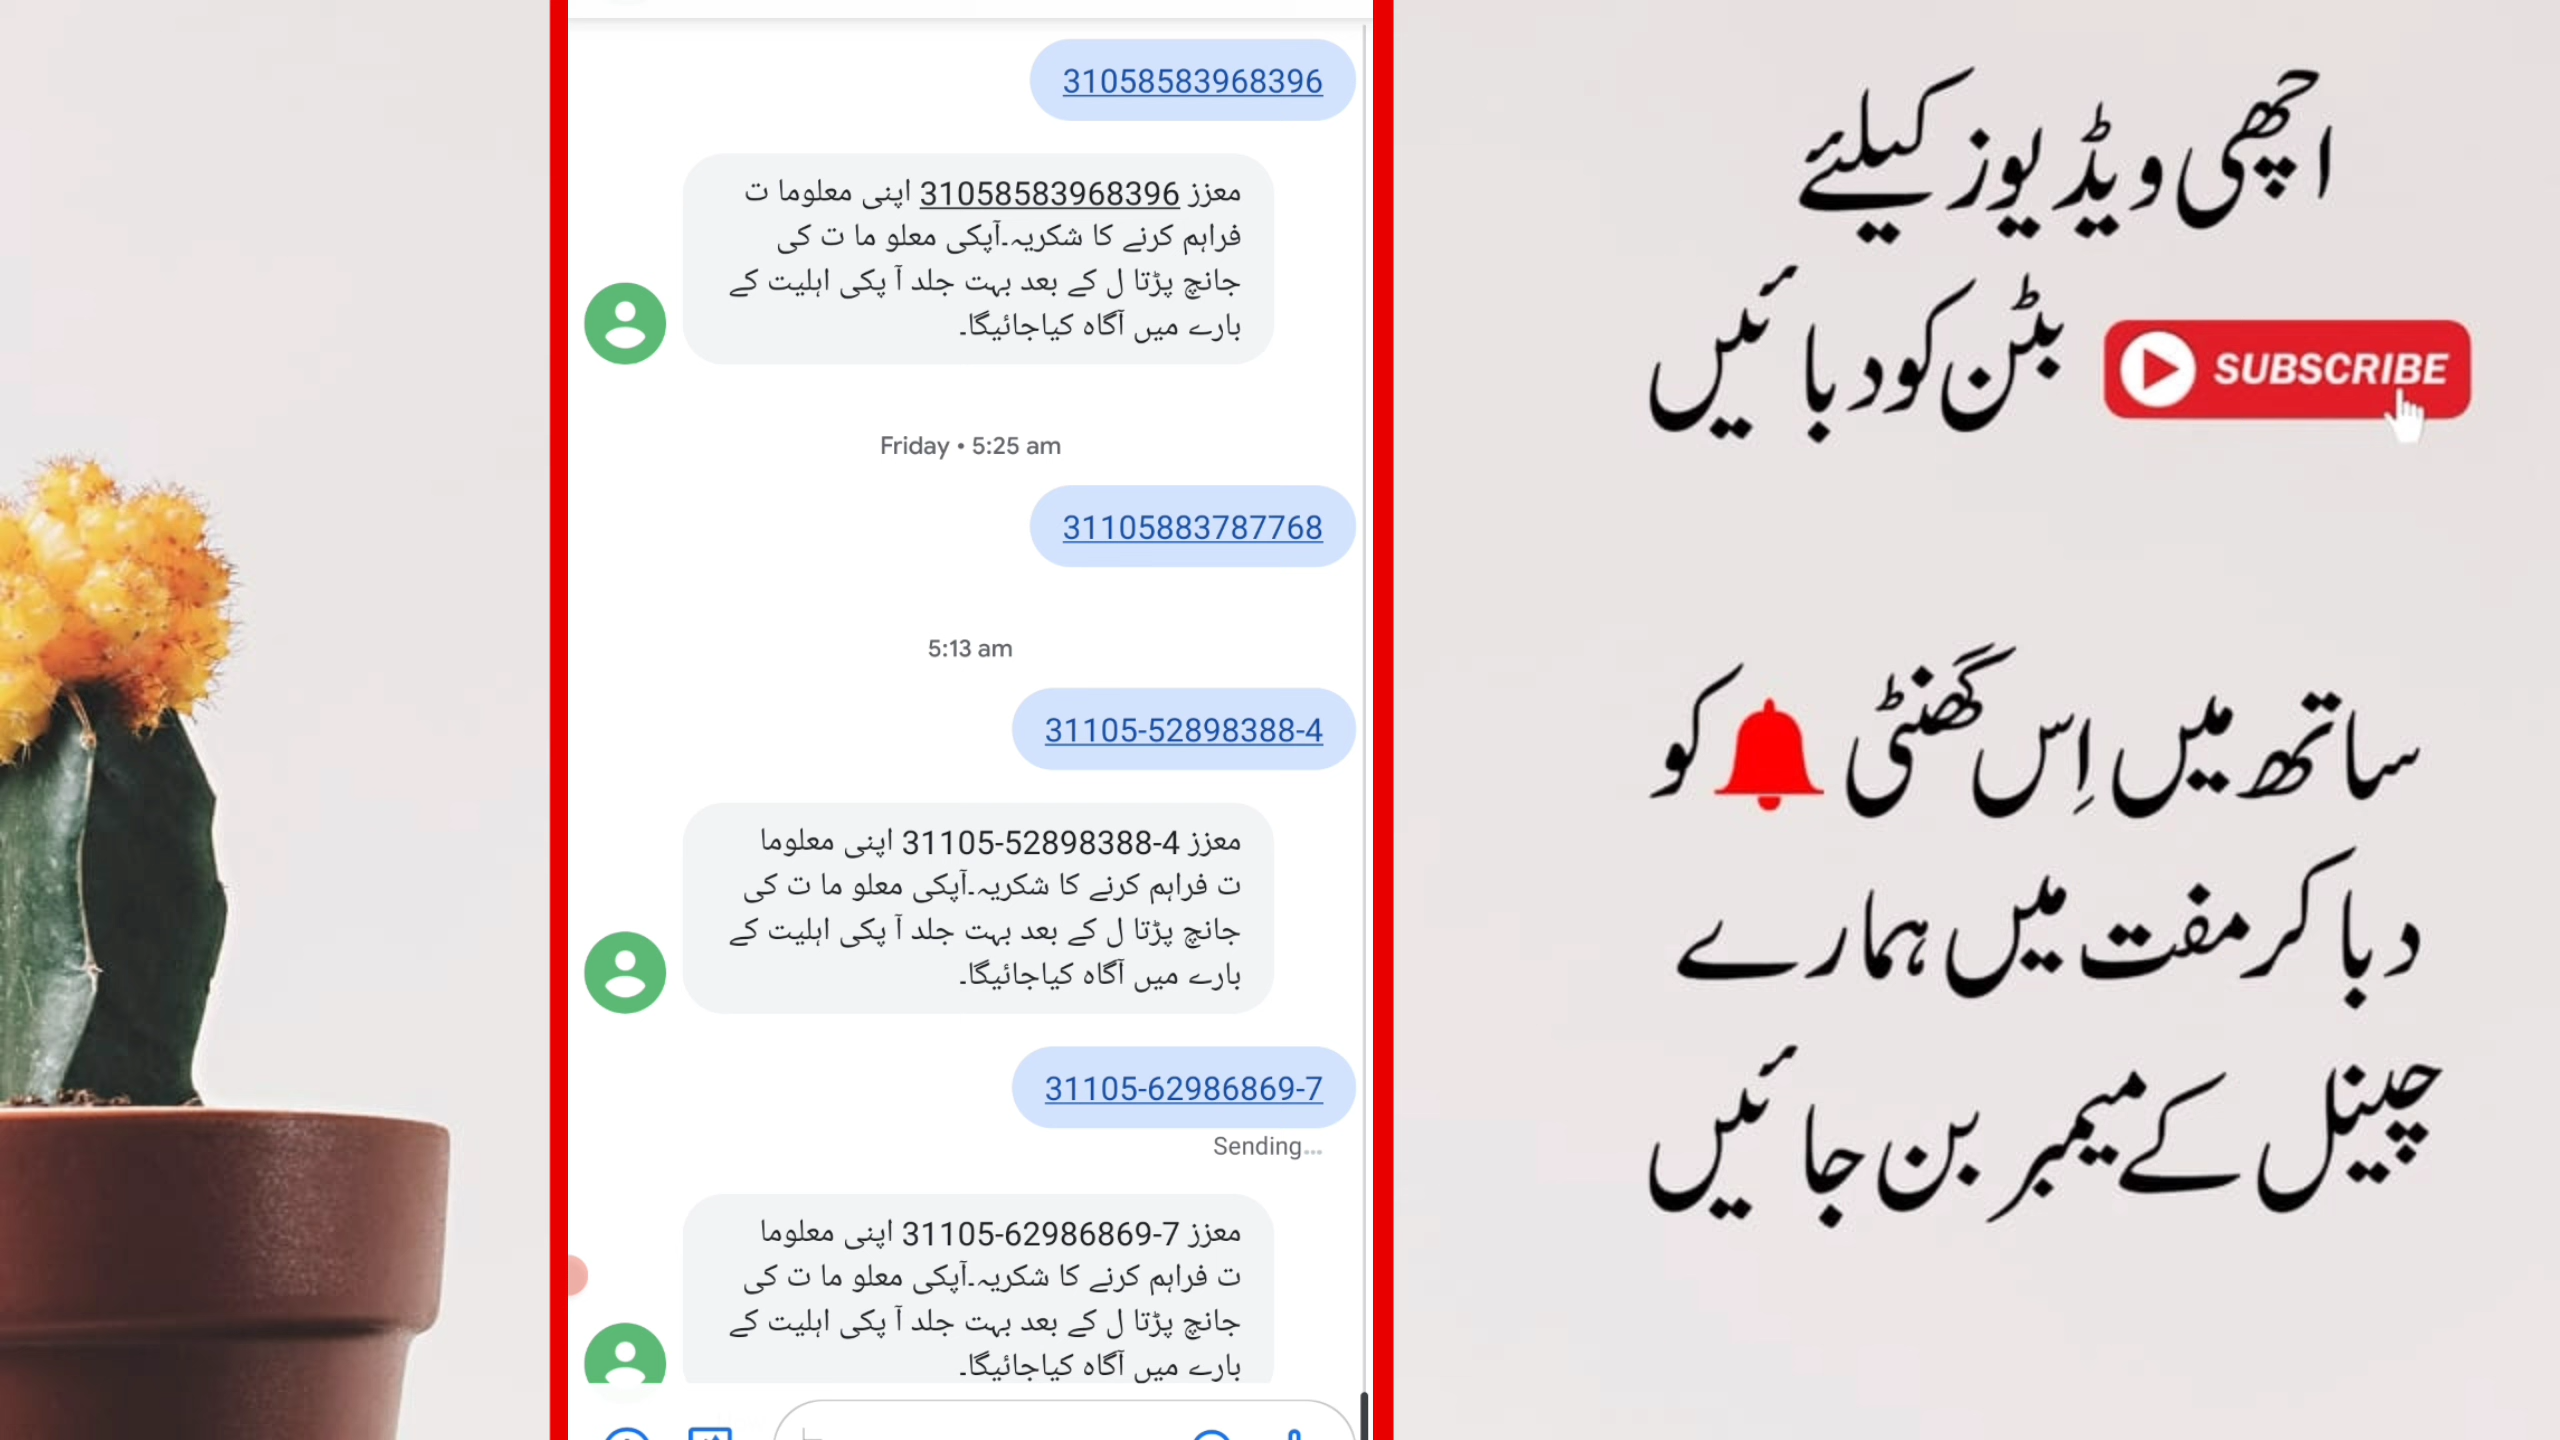 31058583968396
معزز 31058583968396 اپنی معلوما ت
فراہم کرنے کا شکریہ۔آپکی معلو ما ت کی
جانچ پڑتا ل کے بعد بہت جلد آ پکی اہلیت کے
بارے میں آگاہ کیاجائیگا۔
Friday • 5:25 am
31105883787768
5:13 am
31105-52898388-4
معزز 31105-52898388-4 اپنی معلوما
ت فراہم کرنے کا شکریہ۔آپکی معلو ما ت کی
جانچ پڑتا ل کے بعد بہت جلد آ پکی اہلیت کے
بارے میں آگاہ کیاجائیگا۔
31105-62986869-7
Sending...
معزز 31105-62986869-7 اپنی معلوما
ت فراہم کرنے کا شکریہ۔آپکی معلو ما ت کی
جانچ پڑتا ل کے بعد بہت جلد آ پکی اہلیت کے
بارے میں آگاہ کیاجائیگا۔
اچھی ویڈیوز کیلئے
SUBSCRIBE بٹن کو دبائیں
ساتھ میں اِس گھنٹی کو
دبا کر مفت میں ہمارے
چینل کے میمبر بن جائیں